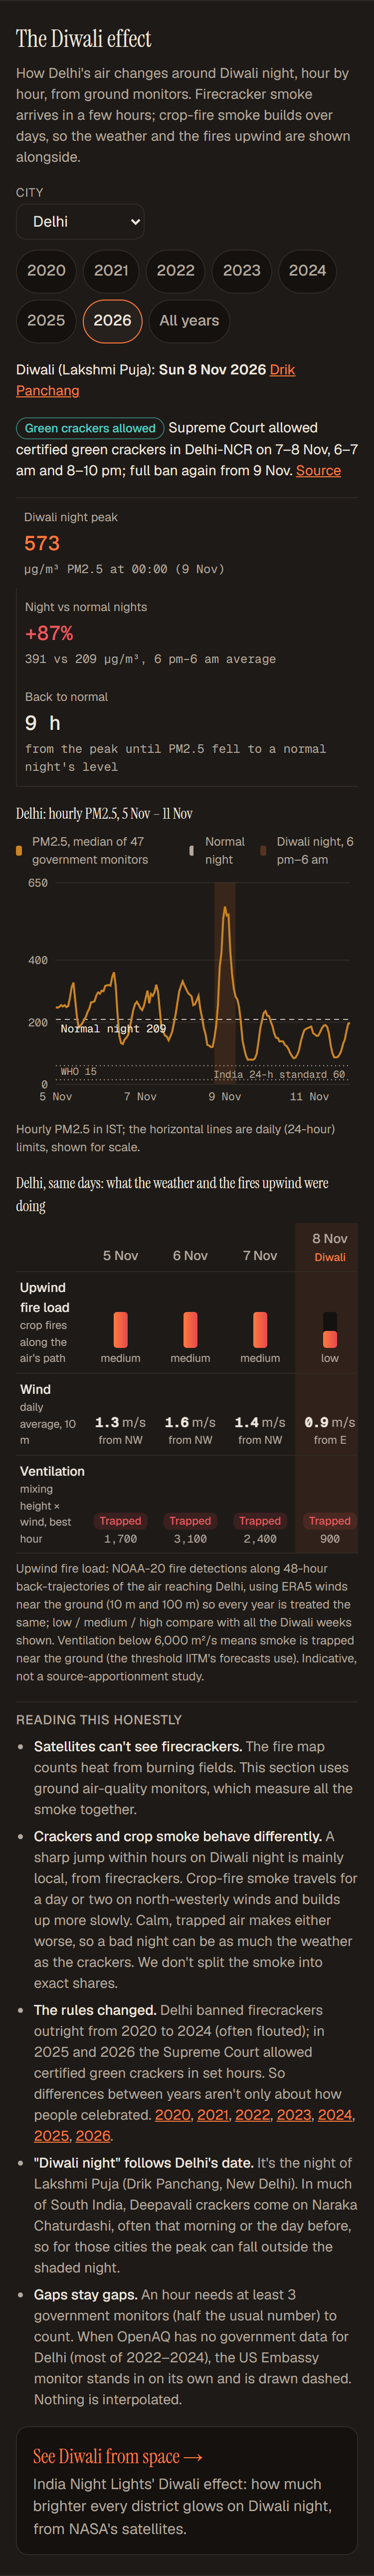 The Diwali effect
How Delhi's air changes around Diwali night, hour by
hour, from ground monitors. Firecracker smoke
arrives in a few hours; crop-fire smoke builds over
days, so the weather and the fires upwind are shown
alongside.
CITY
Delhi
2020 2021 2022 2023 2024
2025 2026 All years
Diwali (Lakshmi Puja): Sun 8 Nov 2026 Drik
Panchang
Green crackers allowed Supreme Court allowed
certified green crackers in Delhi-NCR on 7–8 Nov, 6–7
am and 8–10 pm; full ban again from 9 Nov. Source
Diwali night peak
573
µg/m³ PM2.5 at 00:00 (9 Nov)
Night vs normal nights
+87%
391 vs 209 µg/m³, 6 pm–6 am average
Back to normal
9 h
from the peak until PM2.5 fell to a normal
night's level
Delhi: hourly PM2.5, 5 Nov – 11 Nov
PM2.5, median of 47
government monitors
Normal
night
Diwali night, 6
pm–6 am
650
400
200
Normal night 209
WHO 15
India 24-h standard 60
0
5 Nov 7 Nov 9 Nov 11 Nov
Hourly PM2.5 in IST; the horizontal lines are daily (24-hour)
limits, shown for scale.
Delhi, same days: what the weather and the fires upwind were
doing
5 Nov 6 Nov 7 Nov 8 Nov
Diwali
Upwind
fire load
crop fires
along the
air's path
medium medium medium low
Wind
daily
average, 10
m
1.3 m/s 1.6 m/s 1.4 m/s 0.9 m/s
from NW from NW from NW from E
Ventilation
mixing
height ×
wind, best
hour
Trapped Trapped Trapped Trapped
1,700 3,100 2,400 900
Upwind fire load: NOAA-20 fire detections along 48-hour
back-trajectories of the air reaching Delhi, using ERA5 winds
near the ground (10 m and 100 m) so every year is treated the
same; low / medium / high compare with all the Diwali weeks
shown. Ventilation below 6,000 m²/s means smoke is trapped
near the ground (the threshold IITM's forecasts use). Indicative,
not a source-apportionment study.
READING THIS HONESTLY
• Satellites can't see firecrackers. The fire map
counts heat from burning fields. This section uses
ground air-quality monitors, which measure all the
smoke together.
• Crackers and crop smoke behave differently. A
sharp jump within hours on Diwali night is mainly
local, from firecrackers. Crop-fire smoke travels for
a day or two on north-westerly winds and builds
up more slowly. Calm, trapped air makes either
worse, so a bad night can be as much the weather
as the crackers. We don't split the smoke into
exact shares.
• The rules changed. Delhi banned firecrackers
outright from 2020 to 2024 (often flouted); in
2025 and 2026 the Supreme Court allowed
certified green crackers in set hours. So
differences between years aren't only about how
people celebrated. 2020, 2021, 2022, 2023, 2024,
2025, 2026.
• "Diwali night" follows Delhi's date. It's the night of
Lakshmi Puja (Drik Panchang, New Delhi). In much
of South India, Deepavali crackers come on Naraka
Chaturdashi, often that morning or the day before,
so for those cities the peak can fall outside the
shaded night.
• Gaps stay gaps. An hour needs at least 3
government monitors (half the usual number) to
count. When OpenAQ has no government data for
Delhi (most of 2022–2024), the US Embassy
monitor stands in on its own and is drawn dashed.
Nothing is interpolated.
See Diwali from space →
India Night Lights' Diwali effect: how much
brighter every district glows on Diwali night,
from NASA's satellites.